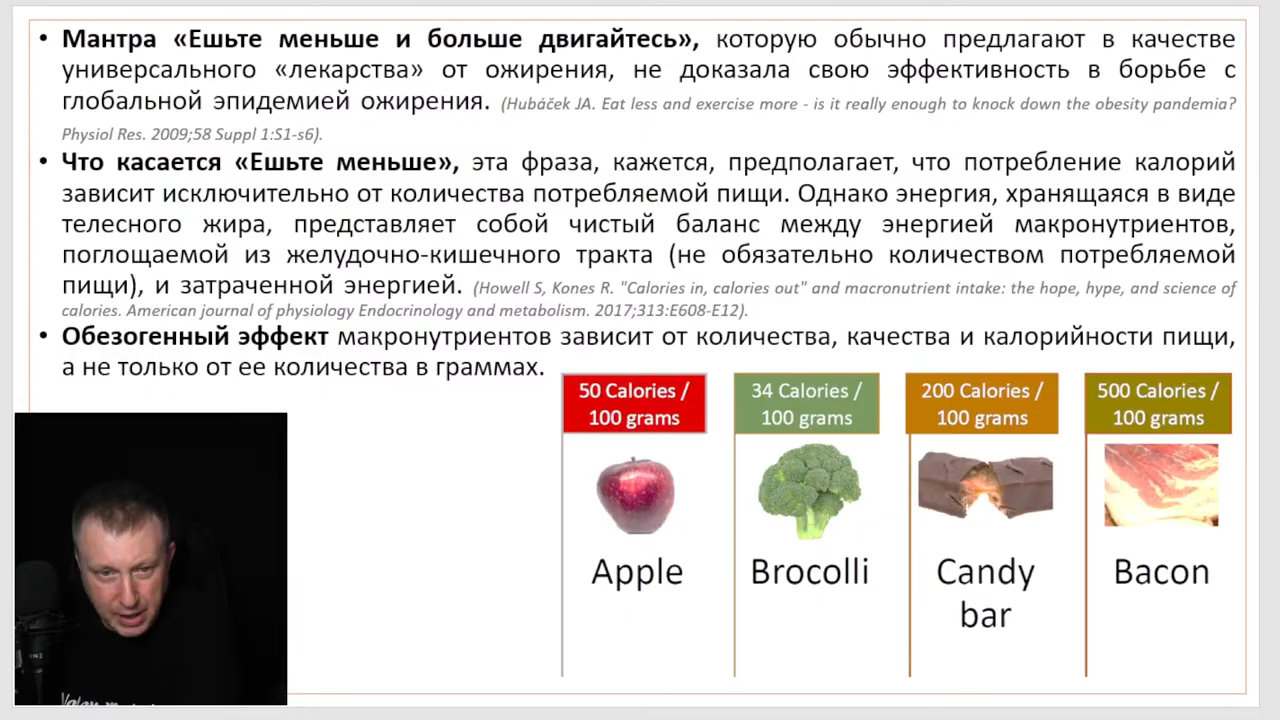 • Мантра «Ешьте меньше и больше двигайтесь», которую обычно предлагают в качестве
универсального «лекарства» от ожирения, не доказала свою эффективность в борьбе с
глобальной эпидемией ожирения. (Hubáček JA. Eat less and exercise more - is it really enough to knock down the obesity pandemia?
Physiol Res. 2009;58 Suppl 1:S1-s6).
• Что касается «Ешьте меньше», эта фраза, кажется, предполагает, что потребление калорий
зависит исключительно от количества потребляемой пищи. Однако энергия, хранящаяся в виде
телесного жира, представляет собой чистый баланс между энергией макронутриентов,
поглощаемой из желудочно-кишечного тракта (не обязательно количеством потребляемой
пищи), и затраченной энергией. (Howell S, Kones R. "Calories in, calories out" and macronutrient intake: the hope, hype, and science of
calories. American journal of physiology Endocrinology and metabolism. 2017;313:E608-E12).
• Обезогенный эффект макронутриентов зависит от количества, качества и калорийности пищи,
а не только от ее количества в граммах.
50 Calories /
100 grams
Apple
34 Calories /
100 grams
Brocolli
200 Calories /
100 grams
Candy
bar
500 Calories /
100 grams
Bacon